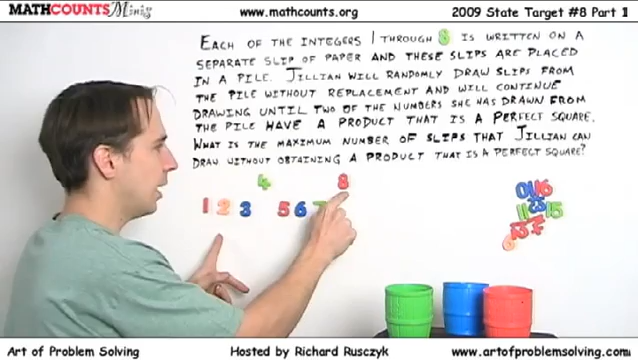 MATHCOUNTS Minis
www.mathcounts.org
2009 State Target #8 Part 1
EACH OF THE INTEGERS 1 THROUGH 8 IS WRITTEN ON A
SEPARATE SLIP OF PAPER AND THESE SLIPS ARE PLACED
IN A PILE. JILLIAN WILL RANDOMLY DRAW SLIPS FROM
THE PILE WITHOUT REPLACEMENT AND WILL CONTINUE
DRAWING UNTIL TWO OF THE NUMBERS SHE HAS DRAWN FROM
THE PILE HAVE A PRODUCT THAT IS A PERFECT SQUARE.
WHAT IS THE MAXIMUM NUMBER OF SLIPS THAT JILLIAN CAN
DRAW WITHOUT OBTAINING A PRODUCT THAT IS A PERFECT SQUARE?
4 8
1 2 3 5 6 7
16
11 15
Art of Problem Solving
Hosted by Richard Rusczyk
www.artofproblemsolving.com